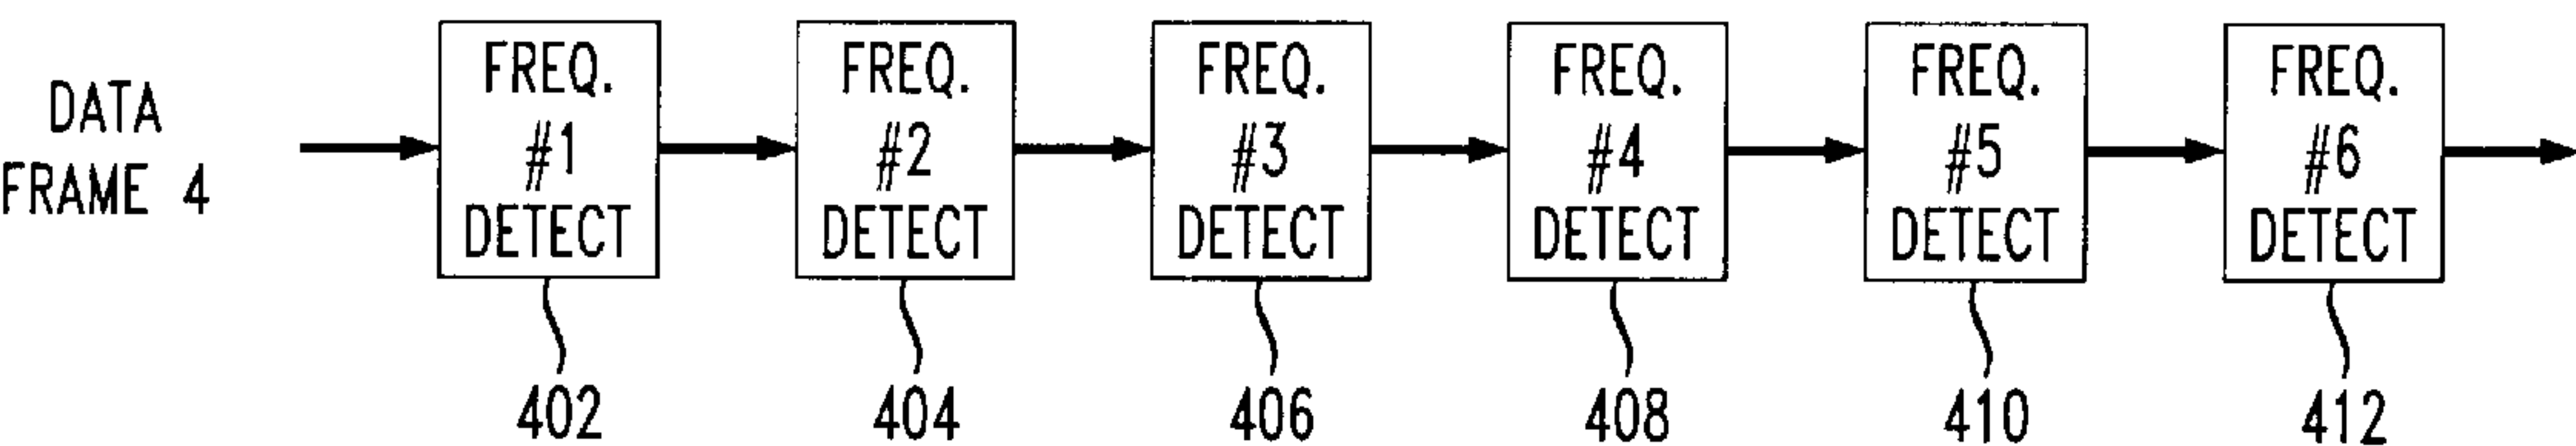 DATA
FRAME 4
FREQ.
#1
DETECT
FREQ.
#2
DETECT
FREQ.
#3
DETECT
FREQ.
#4
DETECT
FREQ.
#5
DETECT
FREQ.
#6
DETECT
402
404
406
408
410
412